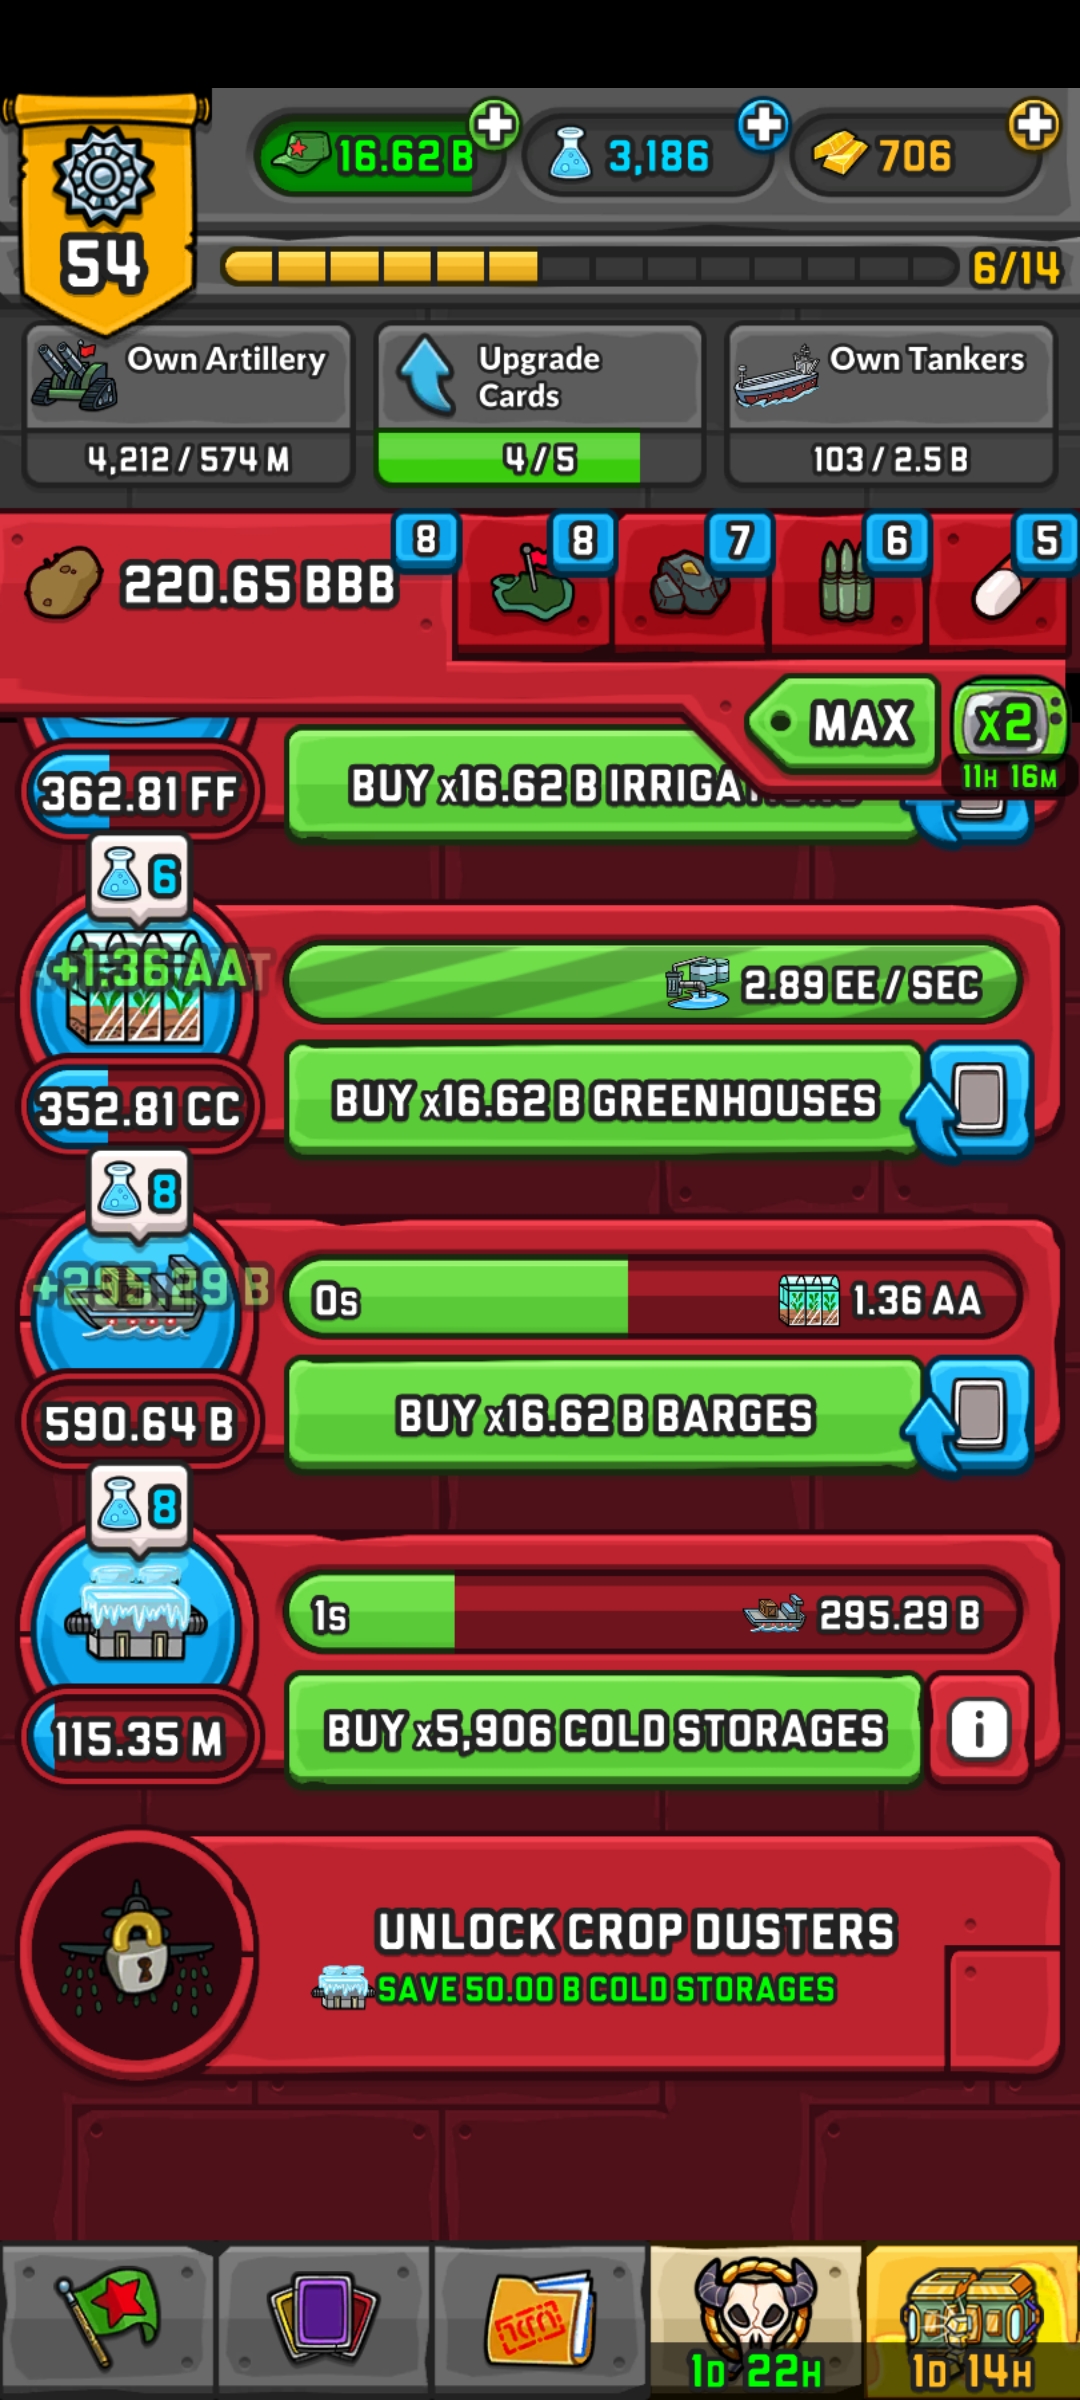 54
16.62 B
3,186
706
6/14
Own Artillery
4,212 / 574 M
Upgrade
Cards
4 / 5
Own Tankers
103 / 2.5 B
220.65 BBB
8
8
7
6
5
MAX
x2
11H 16M
362.81 FF
BUY x16.62 B
6
+1.36 AA
2.89 EE / SEC
352.81 CC
BUY x16.62 B GREENHOUSES
8
+295.29 B
0s
1.36 AA
590.64 B
BUY x16.62 B BARGES
8
1s
295.29 B
115.35 M
BUY x5,906 COLD STORAGES
i
UNLOCK CROP DUSTERS
SAVE 50.00 B COLD STORAGES
1D 22H
1D 14H